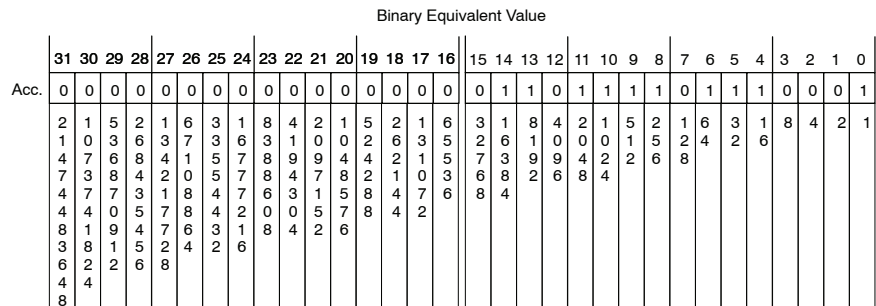 Binary Equivalent Value
31 30 29 28 27 26 25 24 23 22 21 20 19 18 17 16 15 14 13 12 11 10 9 8 7 6 5 4 3 2 1 0
Acc. 0 0 0 0 0 0 0 0 0 0 0 0 0 0 0 0 0 1 1 0 1 1 1 1 0 1 1 1 0 0 0 1
21474483648 1073741824 536870912 268435456 134217728 67108864 33554432 16777216 8388608 4194304 2097152 1048576 524288 262144 131072 65536 32768 16384 8192 4096 2048 1024 512 256 128 64 32 16 8 4 2 1